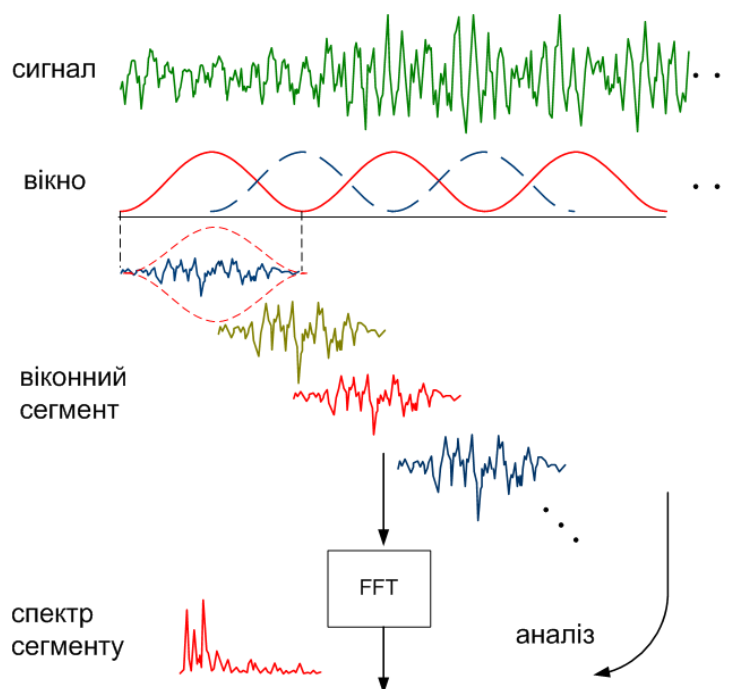 сигнал
вікно
віконний
сегмент
FFT
спектр
сегменту
аналіз